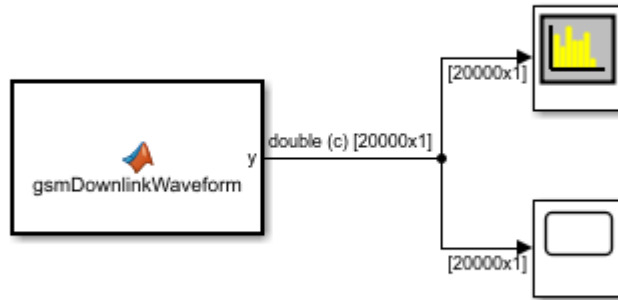 [20000x1]
double (c) [20000x1]
y
gsmDownlinkWaveform
[20000x1]